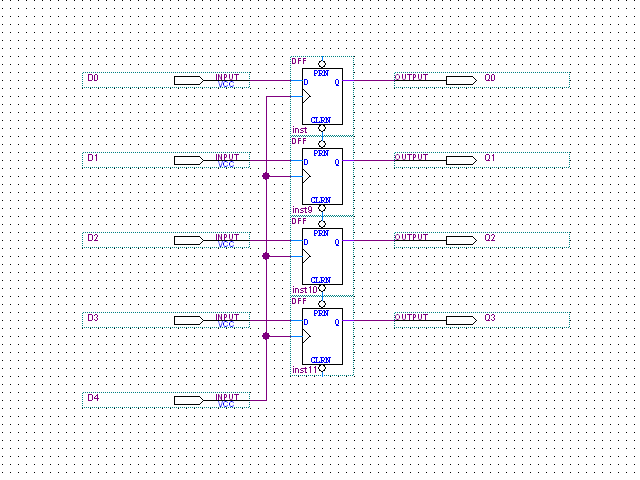 DFF
PRN
D0 INPUT VCC D Q OUTPUT Q0
CLRN
inst
DFF
PRN
D1 INPUT VCC D Q OUTPUT Q1
CLRN
inst9
DFF
PRN
D2 INPUT VCC D Q OUTPUT Q2
CLRN
inst10
DFF
PRN
D3 INPUT VCC D Q OUTPUT Q3
CLRN
inst11
D4 INPUT VCC